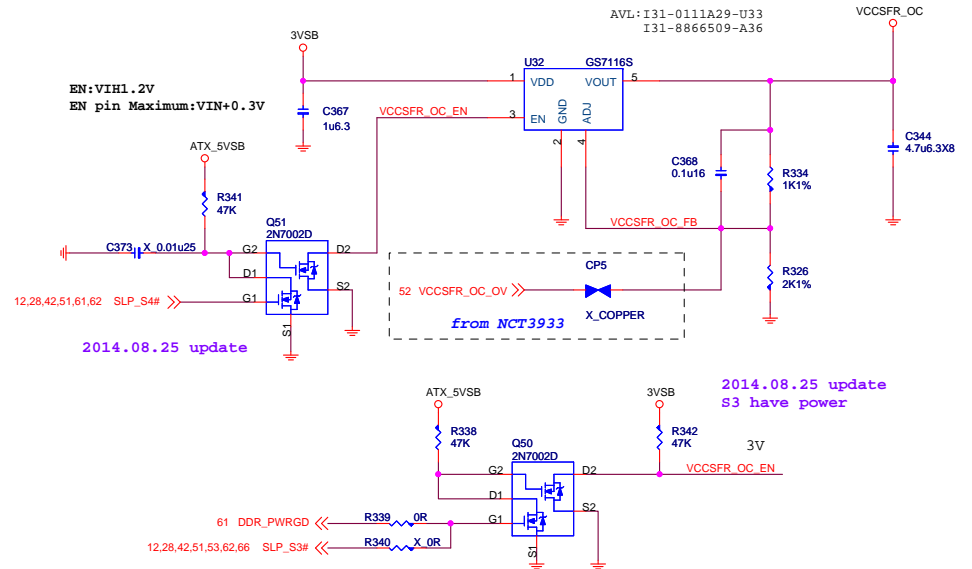 AVL:I31-0111A29-U33
I31-8866509-A36
VCCSFR_OC
3VSB
U32 GS7116S
1 VDD VOUT 5
EN:VIH1.2V
EN pin Maximum:VIN+0.3V
C367
1u6.3
VCCSFR_OC_EN
3 EN GND ADJ
2 4
ATX_5VSB
C344
4.7u6.3X8
C368
0.1u16
R334
1K1%
R341
47K
Q51
2N7002D
VCCSFR_OC_FB
C373 X_0.01u25
G2 D2
D1 S2
G1
S1
12,28,42,51,61,62 SLP_S4#
CP5
52 VCCSFR_OC_OV
X_COPPER
from NCT3933
R326
2K1%
2014.08.25 update
ATX_5VSB
3VSB
2014.08.25 update
S3 have power
R338
47K
Q50
2N7002D
R342
47K
3V
G2 D2
VCCSFR_OC_EN
D1 S2
G1
S1
61 DDR_PWRGD
R339 0R
12,28,42,51,53,62,66 SLP_S3#
R340 X_0R